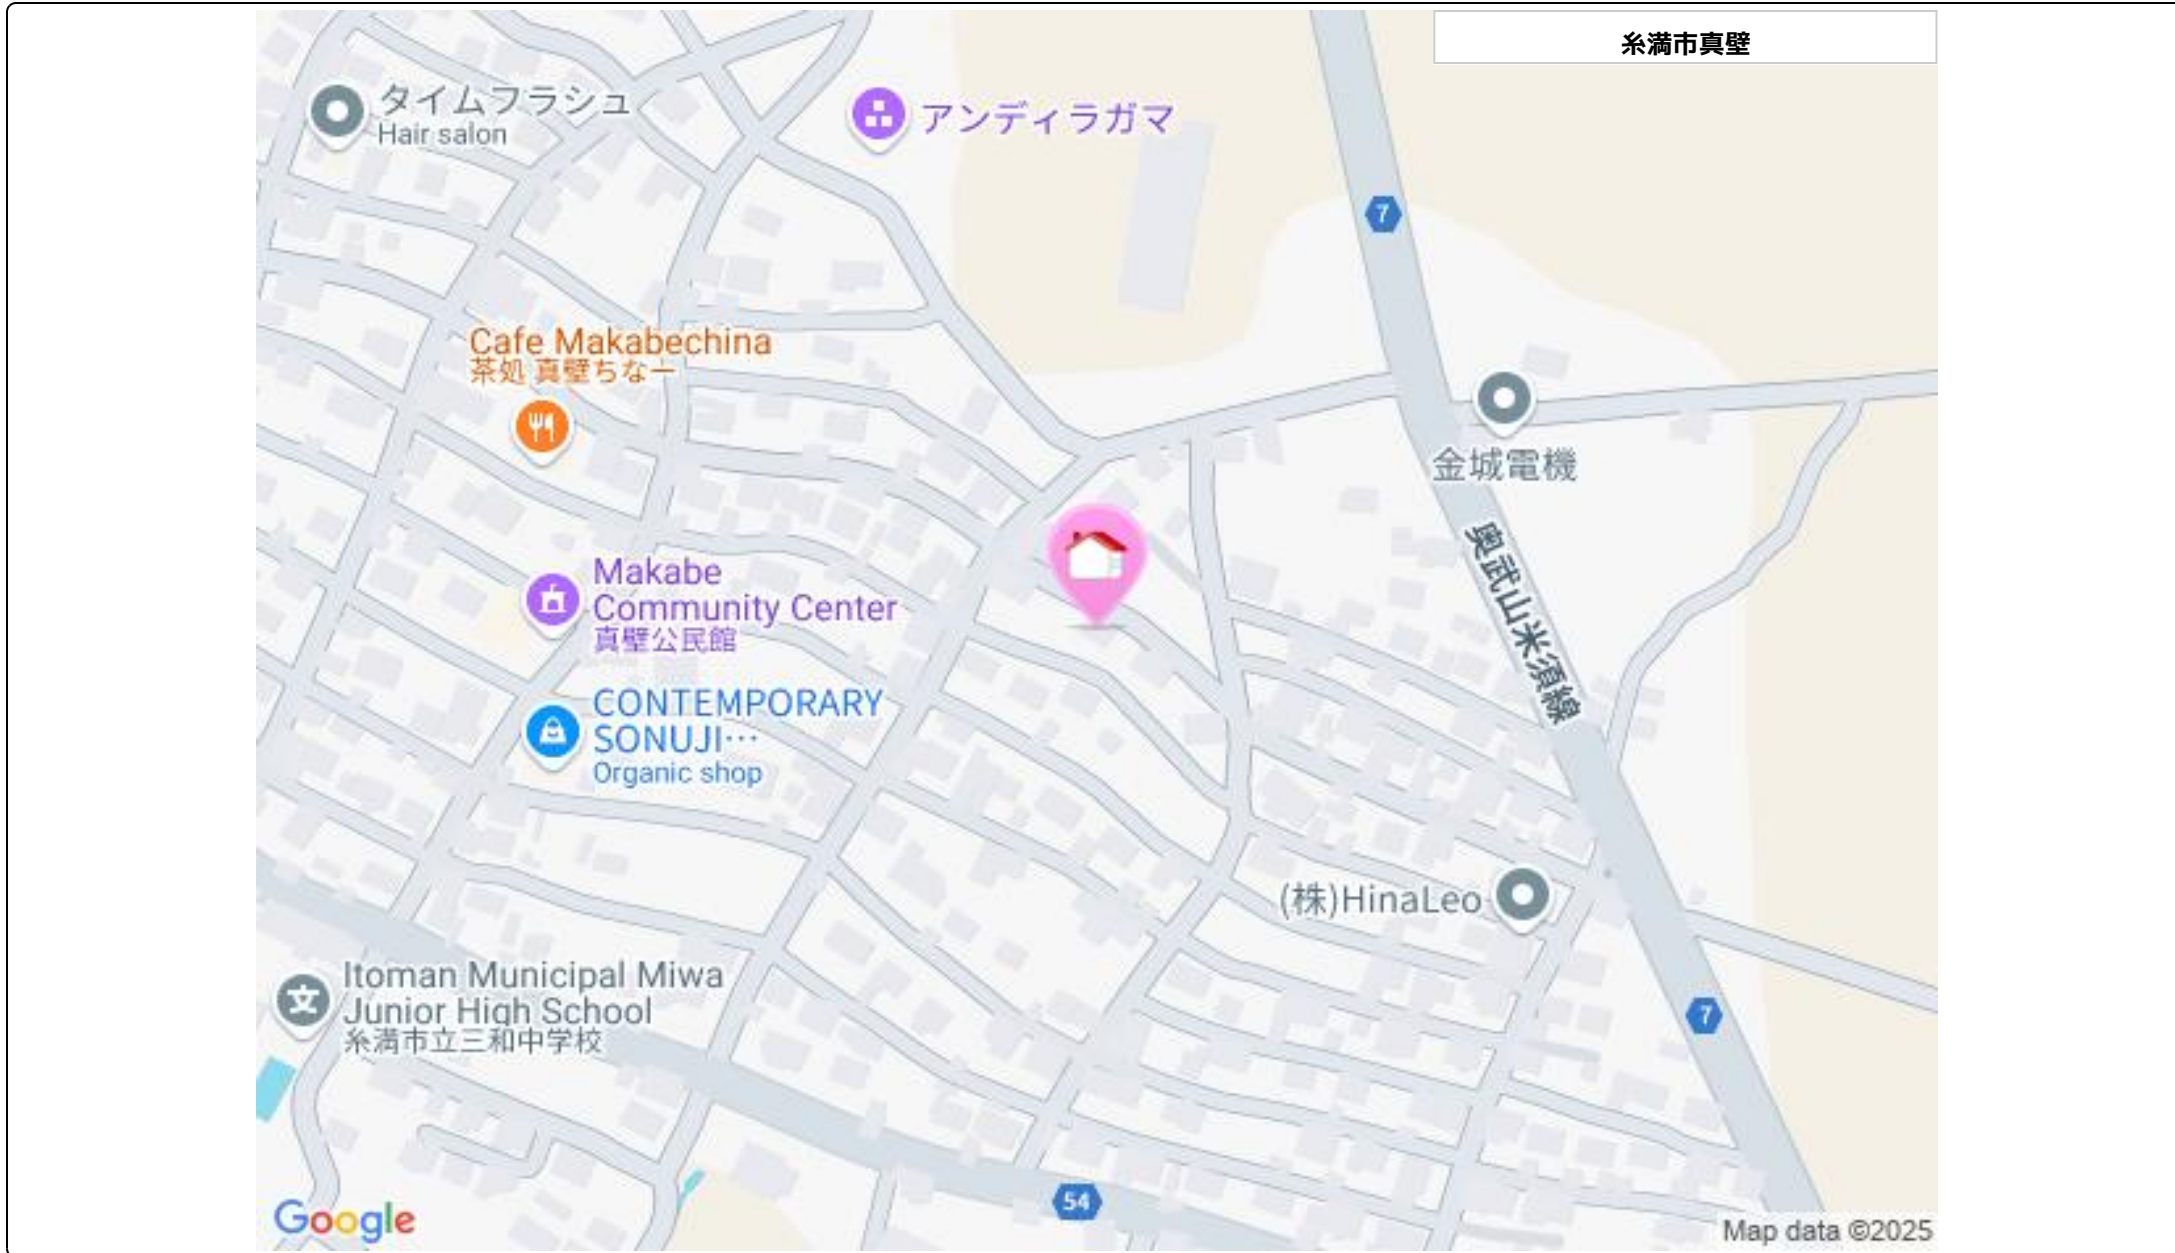 糸満市真壁
タイムフラシュ
Hair salon
アンディラガマ
7
Cafe Makabechina
茶処 真壁ちなー
金城電機
奥武山米須線
Makabe
Community Center
真壁公民館
CONTEMPORARY
SONUJI…
Organic shop
(株)HinaLeo
Itoman Municipal Miwa
Junior High School
糸満市立三和中学校
7
54
Google
Map data ©2025